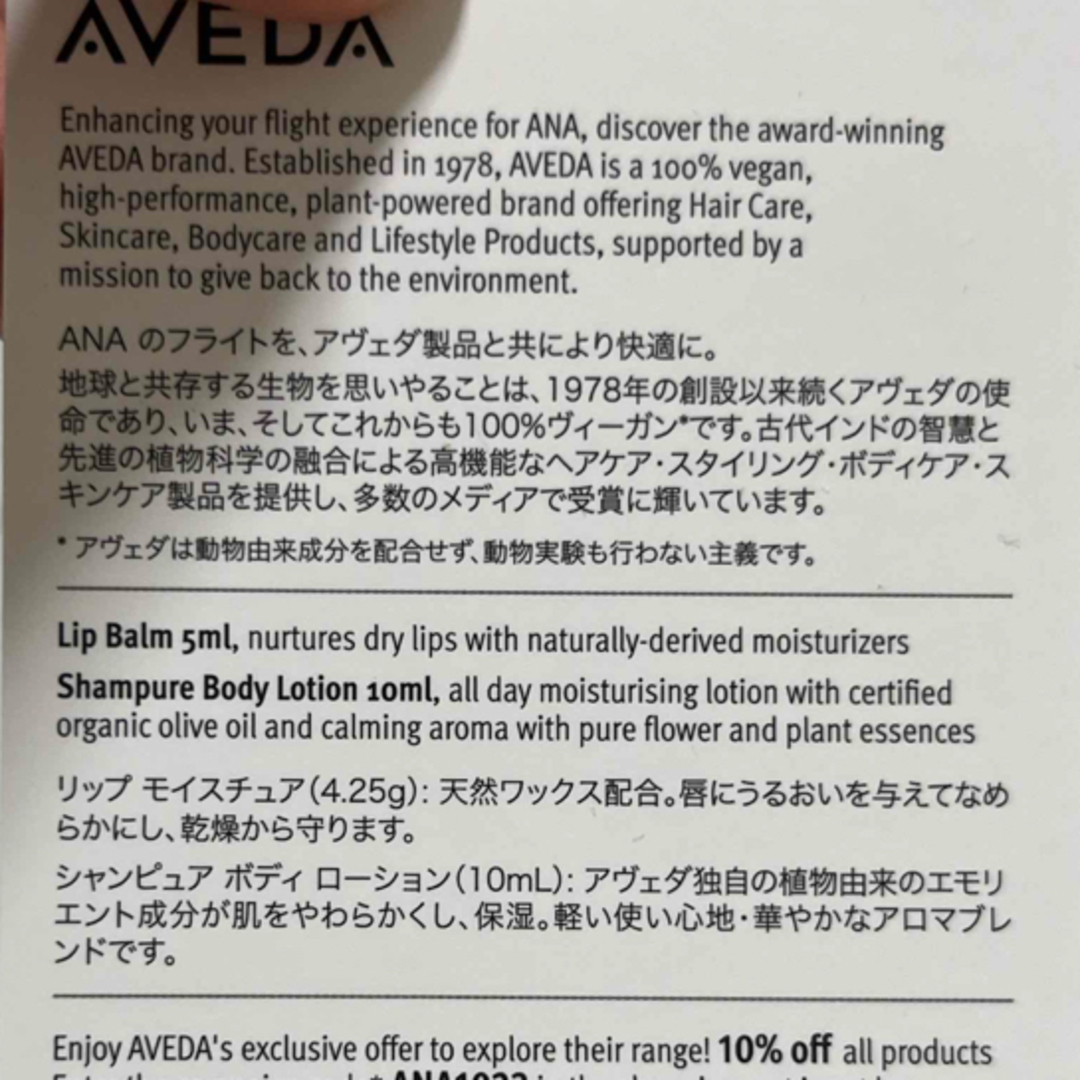 AVEDA
Enhancing your flight experience for ANA, discover the award-winning
AVEDA brand. Established in 1978, AVEDA is a 100% vegan,
high-performance, plant-powered brand offering Hair Care,
Skincare, Bodycare and Lifestyle Products, supported by a
mission to give back to the environment.
ANA のフライトを、アヴェダ製品と共により快適に。
地球と共存する生物を思いやることは、1978年の創設以来続くアヴェダの使
命であり、いま、そしてこれからも100%ヴィーガン*です。古代インドの智慧と
先進の植物科学の融合による高機能なヘアケア・スタイリング・ボディケア・ス
キンケア製品を提供し、多数のメディアで受賞に輝いています。
* アヴェダは動物由来成分を配合せず、動物実験も行わない主義です。
Lip Balm 5ml, nurtures dry lips with naturally-derived moisturizers
Shampure Body Lotion 10ml, all day moisturising lotion with certified
organic olive oil and calming aroma with pure flower and plant essences
リップ モイスチュア(4.25g): 天然ワックス配合。唇にうるおいを与えてなめ
らかにし、乾燥から守ります。
シャンピュア ボディ ローション(10mL): アヴェダ独自の植物由来のエモリ
エント成分が肌をやわらかくし、保湿。軽い使い心地・華やかなアロマブレ
ンドです。
Enjoy AVEDA's exclusive offer to explore their range! 10% off all products